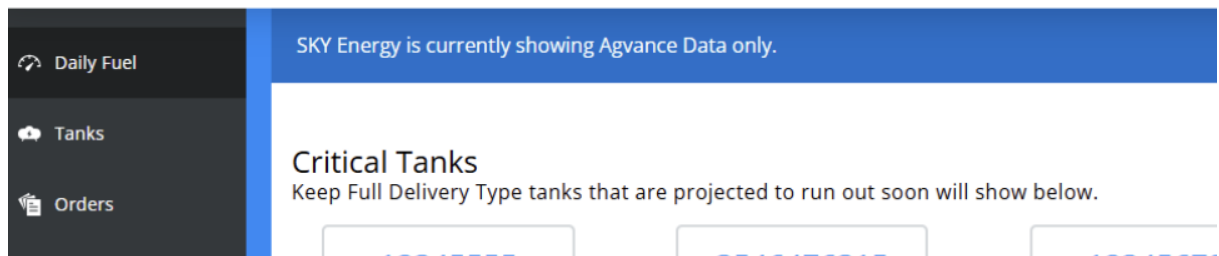 SKY Energy is currently showing Agvance Data only.
Daily Fuel
Tanks
Critical Tanks
Keep Full Delivery Type tanks that are projected to run out soon will show below.
Orders